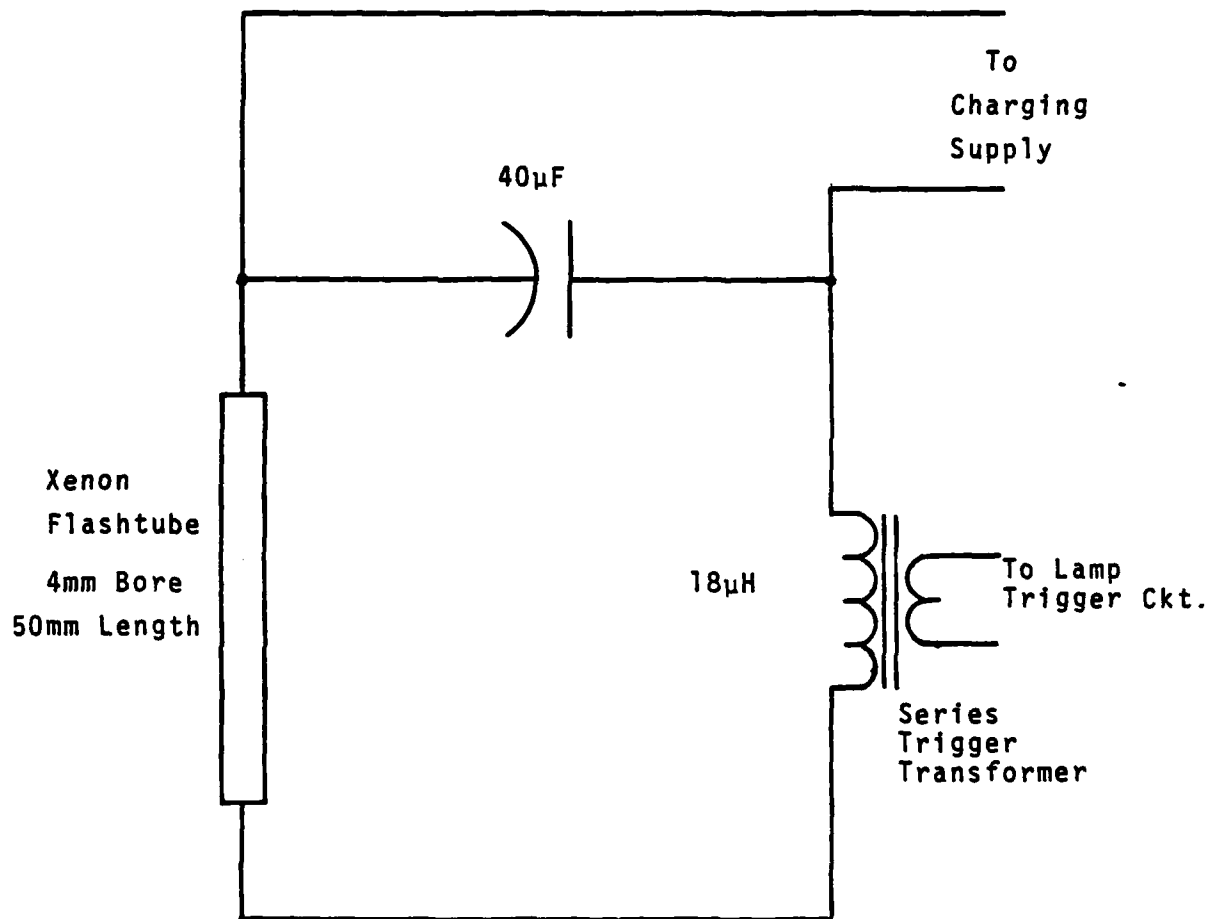 To
Charging
Supply
40µF
Xenon
Flashtube
4mm Bore
50mm Length
18µH
To Lamp
Trigger Ckt.
Series
Trigger
Transformer